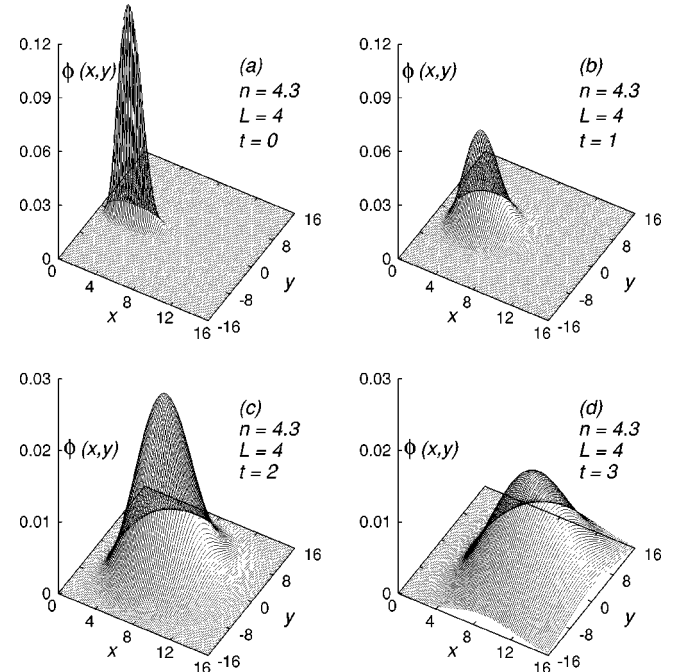 0.12
ϕ (x,y)
(a)
0.09
n = 4.3
L = 4
0.06
t = 0
0.03
16
8
0
0
0
y
4
-8
8
x
12
16 -16
0.12
ϕ (x,y)
(b)
0.09
n = 4.3
L = 4
0.06
t = 1
0.03
16
8
0
0
0
y
4
-8
8
x
12
16 -16
0.03
(c)
ϕ (x,y)
n = 4.3
0.02
L = 4
t = 2
0.01
16
8
0
0
0
y
4
-8
8
x
12
16 -16
0.03
(d)
ϕ (x,y)
n = 4.3
0.02
L = 4
t = 3
0.01
16
8
0
0
0
y
4
-8
8
x
12
16 -16